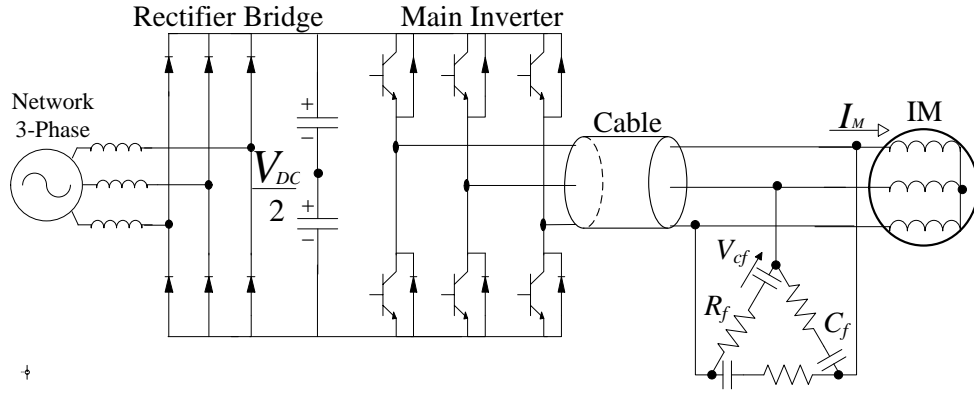 Rectifier Bridge
Main Inverter
Network
3-Phase
+
−
V_DC
2
+
−
Cable
I_M
IM
V_cf
R_f
C_f